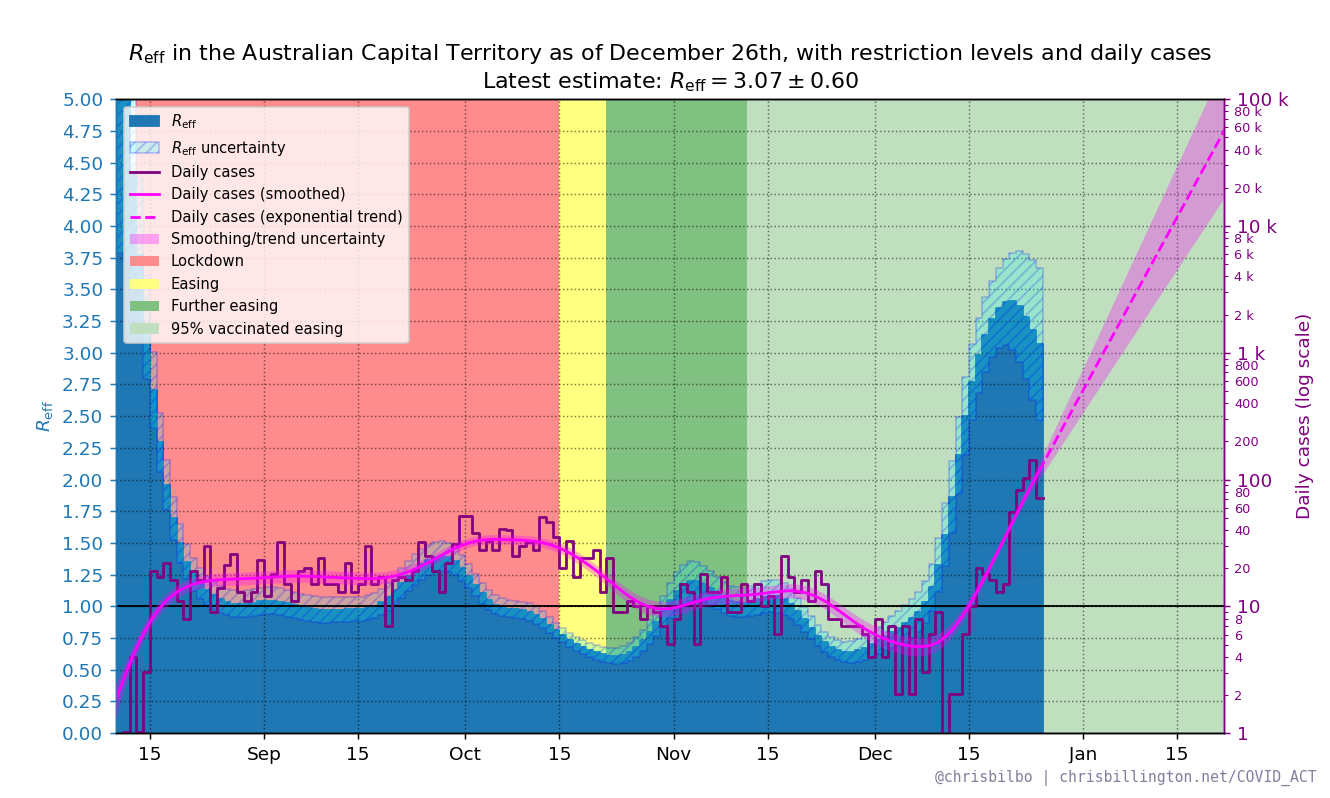 R_eff in the Australian Capital Territory as of December 26th, with restriction levels and daily cases
Latest estimate: R_eff = 3.07 ± 0.60
5.00
4.75
4.50
4.25
4.00
3.75
3.50
3.25
3.00
2.75
2.50
2.25
2.00
1.75
1.50
1.25
1.00
0.75
0.50
0.25
0.00
R_eff
R_eff
R_eff uncertainty
Daily cases
Daily cases (smoothed)
Daily cases (exponential trend)
Smoothing/trend uncertainty
Lockdown
Easing
Further easing
95% vaccinated easing
100 k
80 k
60 k
40 k
20 k
10 k
8 k
6 k
4 k
2 k
1 k
800
600
400
200
100
80
60
40
20
10
8
6
4
2
1
Daily cases (log scale)
15 Sep 15 Oct 15 Nov 15 Dec 15 Jan 15
@chrisbilbo | chrisbillington.net/COVID_ACT